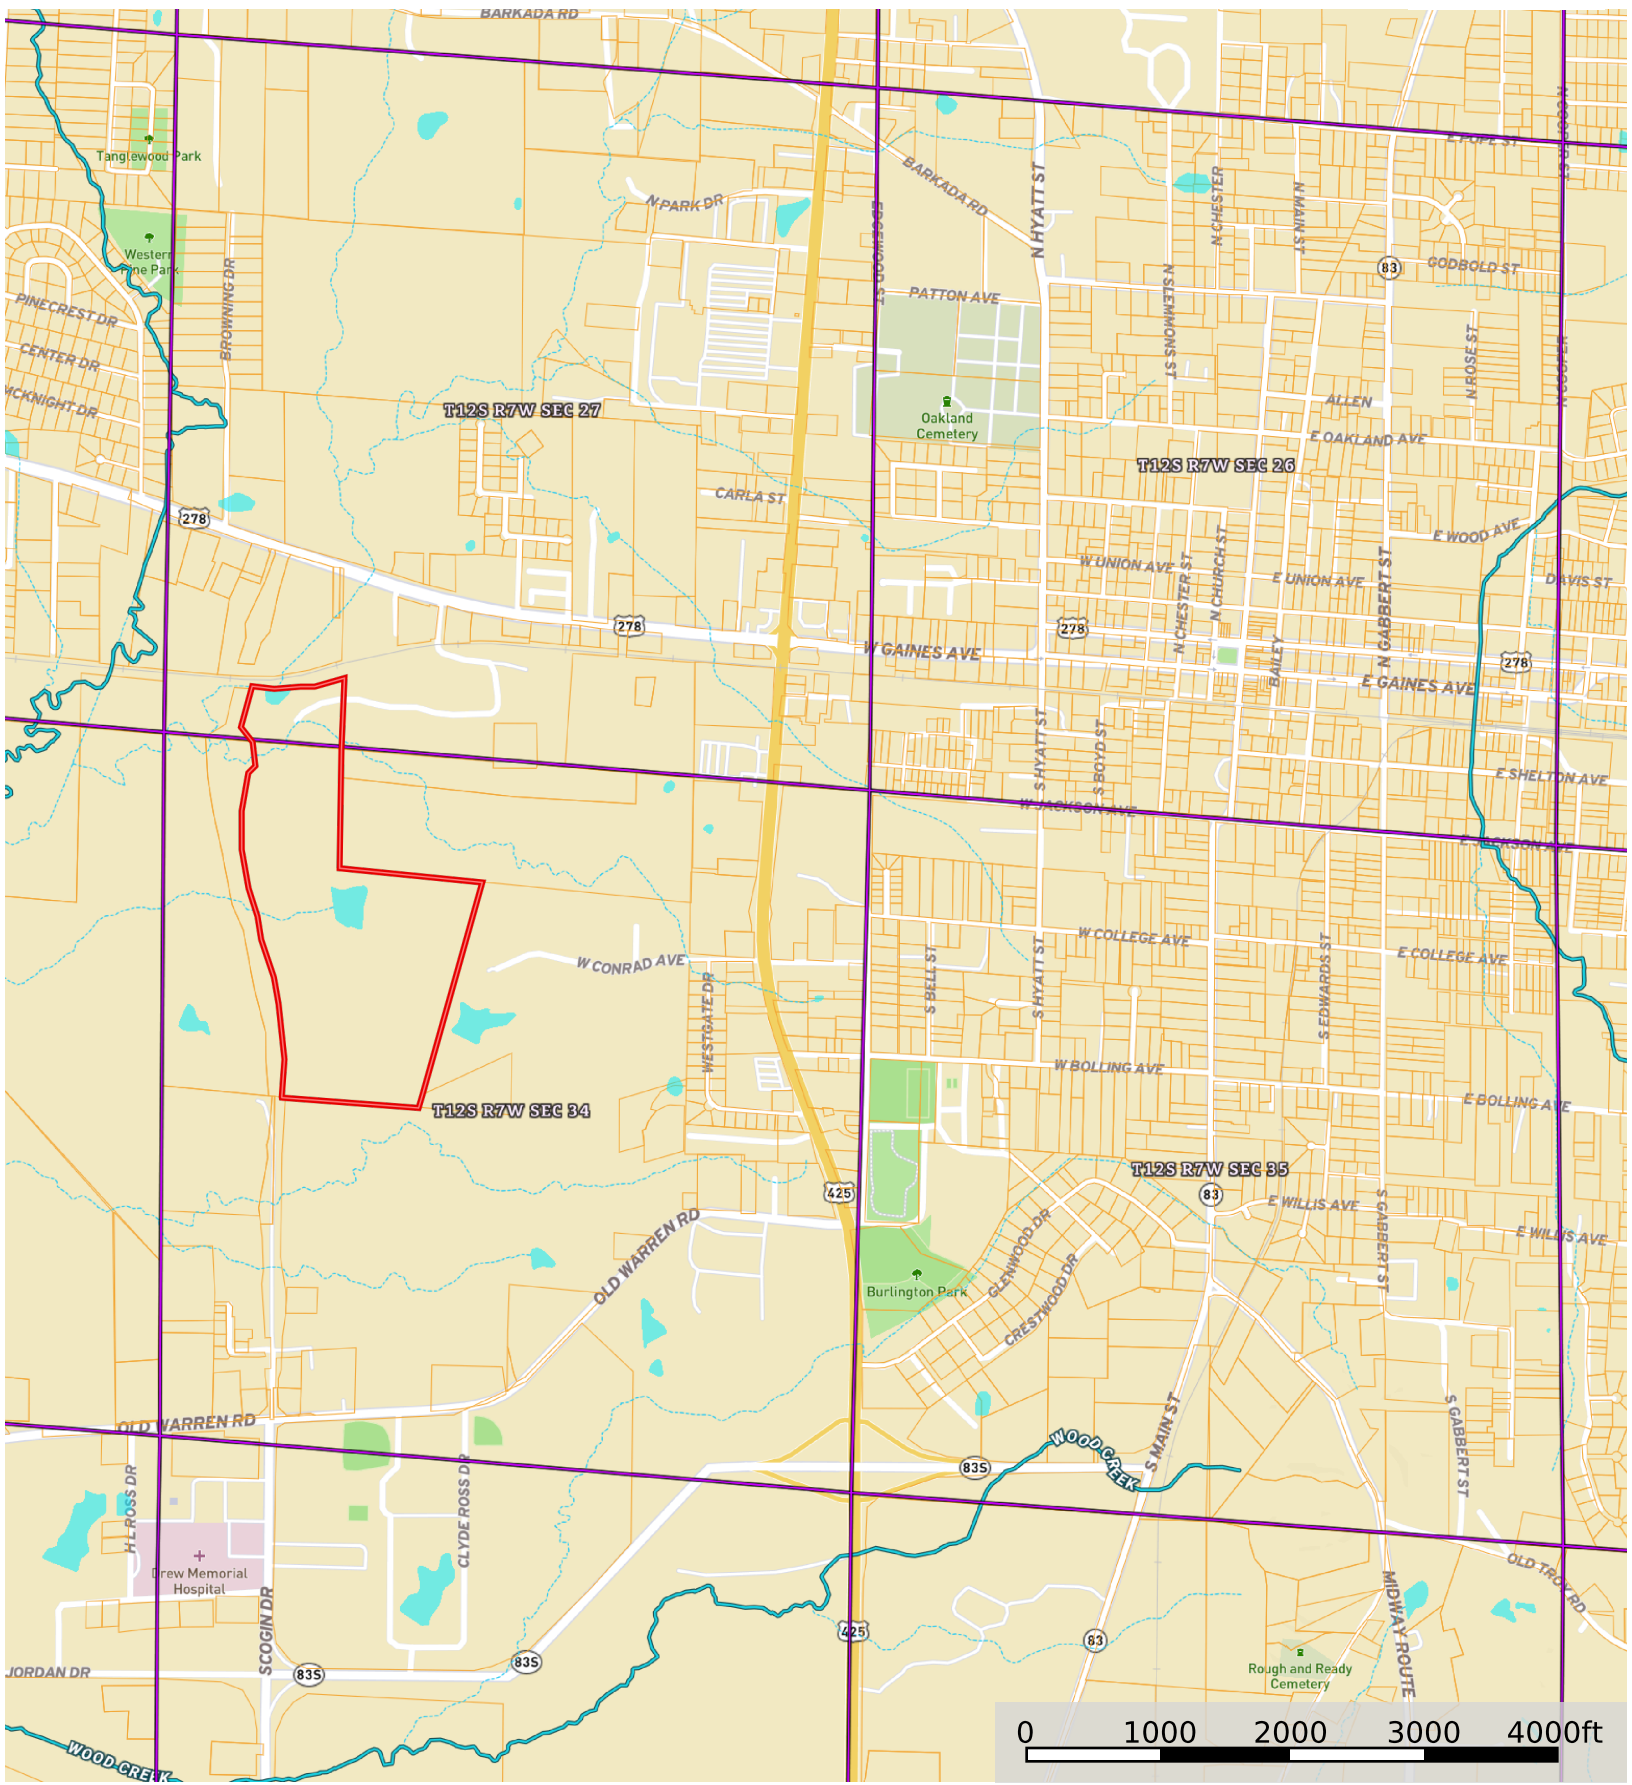 BARKADA RD
N COOPER ST
E POPE ST
Tanglewood Park
BARKADA RD
N HYATT ST
N CHESTER
N MAIN ST
N PARK DR
EDGEWOOD ST
Western
Pine Park
83
GODBOLD ST
PATTON AVE
N SLEMMONS ST
PINECREST DR
BROWNING DR
N ROSE ST
N COOPER
CENTER DR
MCKNIGHT DR
T12S R7W SEC 27
Oakland
Cemetery
ALLEN
E OAKLAND AVE
T12S R7W SEC 26
CARLA ST
278
E WOOD AVE
W UNION AVE
N CHESTER ST
N CHURCH ST
E UNION AVE
N GABBERT ST
DAVIS ST
278
278
W GAINES AVE
BAILEY
278
E GAINES AVE
S HYATT ST
S BOYD ST
E SHELTON AVE
W JACKSON AVE
E JACKSON AVE
W CONRAD AVE
W COLLEGE AVE
E COLLEGE AVE
S BELL ST
S HYATT ST
S EDWARDS ST
WESTGATE DR
W BOLLING AVE
E BOLLING AVE
T12S R7W SEC 34
T12S R7W SEC 35
425
83
E WILLIS AVE
S GABBERT ST
E WILLIS AVE
OLD WARREN RD
GLENWOOD DR
Burlington Park
CRESTWOOD DR
OLD WARREN RD
S MAIN ST
S GABBERT ST
WOOD CREEK
83S
H L ROSS DR
CLYDE ROSS DR
Drew Memorial
Hospital
OLD TROY RD
SCOGIN DR
MIDWAY ROUTE
425
83
83S
JORDAN DR
83S
Rough and Ready
Cemetery
WOOD CREEK
0 1000 2000 3000 4000ft